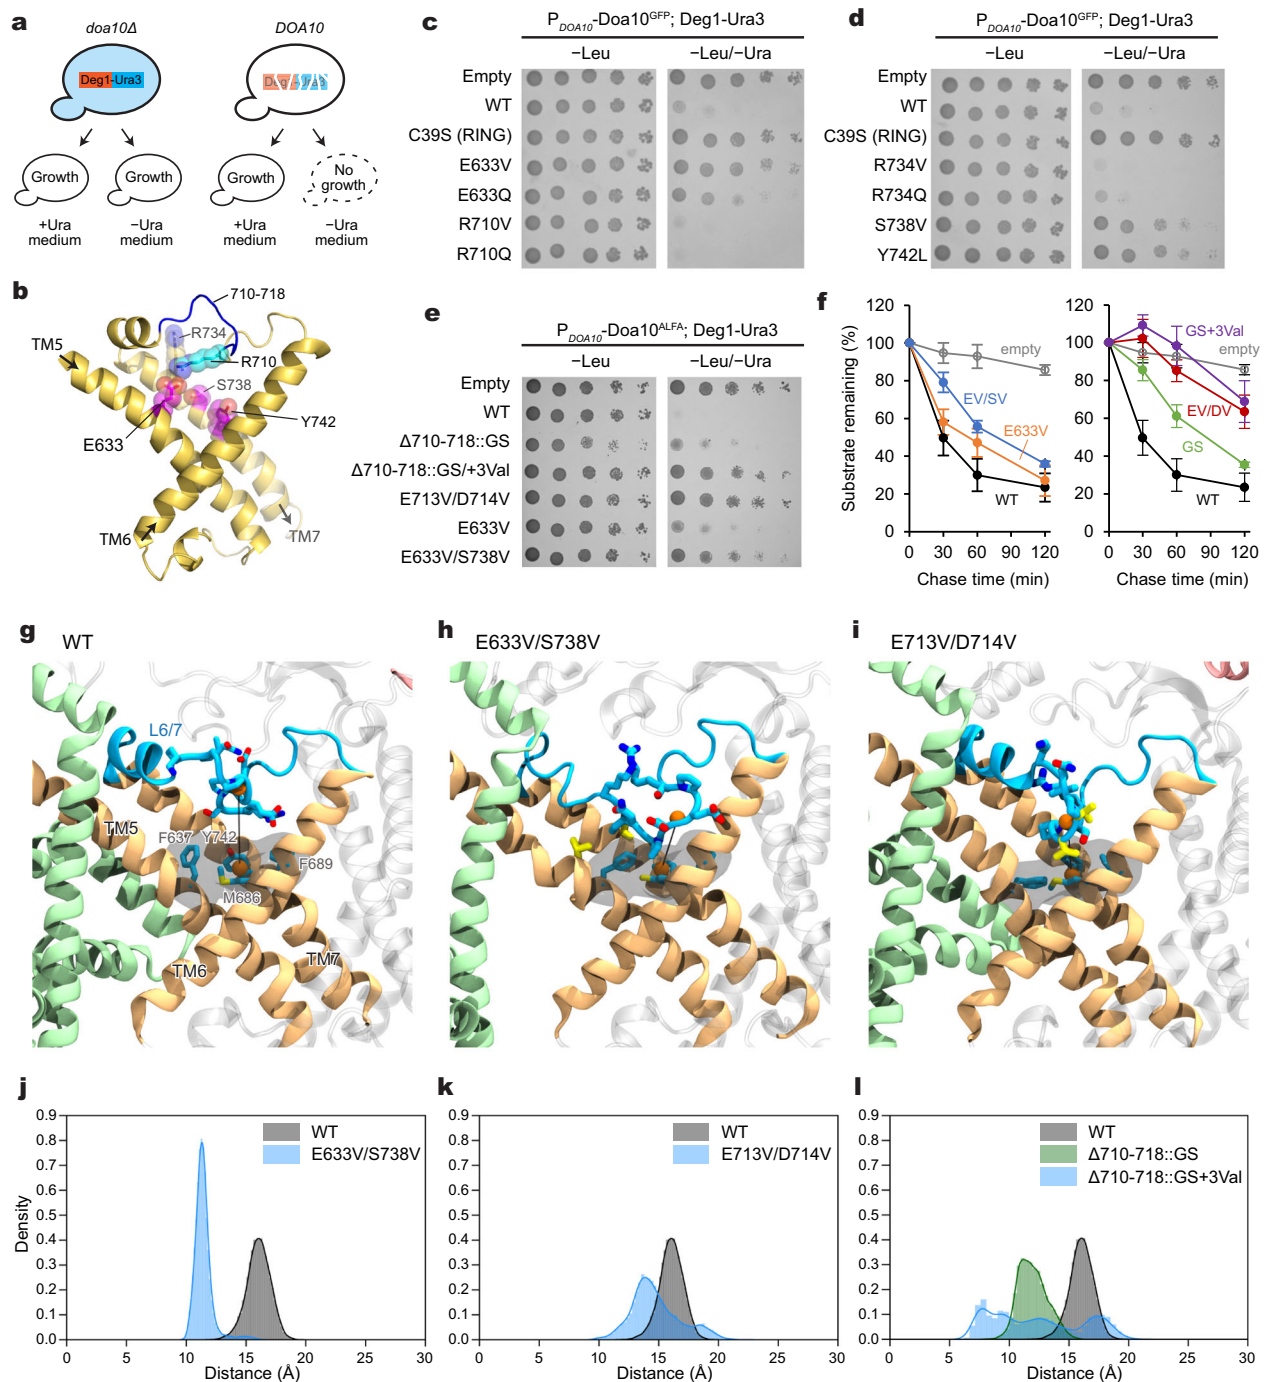 a
doa10Δ
DOA10
Deg1-Ura3
Deg1-Ura3
Growth
Growth
Growth
No growth
+Ura medium
−Ura medium
+Ura medium
−Ura medium
b
710-718
R734
TM5
R710
S738
Y742
E633
TM6
TM7
c
P_DOA10-Doa10^GFP; Deg1-Ura3
−Leu
−Leu/−Ura
Empty
WT
C39S (RING)
E633V
E633Q
R710V
R710Q
d
P_DOA10-Doa10^GFP; Deg1-Ura3
−Leu
−Leu/−Ura
Empty
WT
C39S (RING)
R734V
R734Q
S738V
Y742L
e
P_DOA10-Doa10^ALFA; Deg1-Ura3
−Leu
−Leu/−Ura
Empty
WT
Δ710-718::GS
Δ710-718::GS/+3Val
E713V/D714V
E633V
E633V/S738V
f
Substrate remaining (%)
120
100
80
60
40
20
0
empty
EV/SV
E633V
WT
0 30 60 90 120
Chase time (min)
120
100
80
60
40
20
0
GS+3Val
empty
EV/DV
GS
WT
0 30 60 90 120
Chase time (min)
g WT
L6/7
TM5
F637
Y742
F689
M686
TM6
TM7
h E633V/S738V
i E713V/D714V
j
Density
0.9
0.8
0.7
0.6
0.5
0.4
0.3
0.2
0.1
0.0
WT
E633V/S738V
0 5 10 15 20 25 30
Distance (Å)
k
0.9
0.8
0.7
0.6
0.5
0.4
0.3
0.2
0.1
0.0
WT
E713V/D714V
0 5 10 15 20 25 30
Distance (Å)
l
0.9
0.8
0.7
0.6
0.5
0.4
0.3
0.2
0.1
0.0
WT
Δ710-718::GS
Δ710-718::GS+3Val
0 5 10 15 20 25 30
Distance (Å)